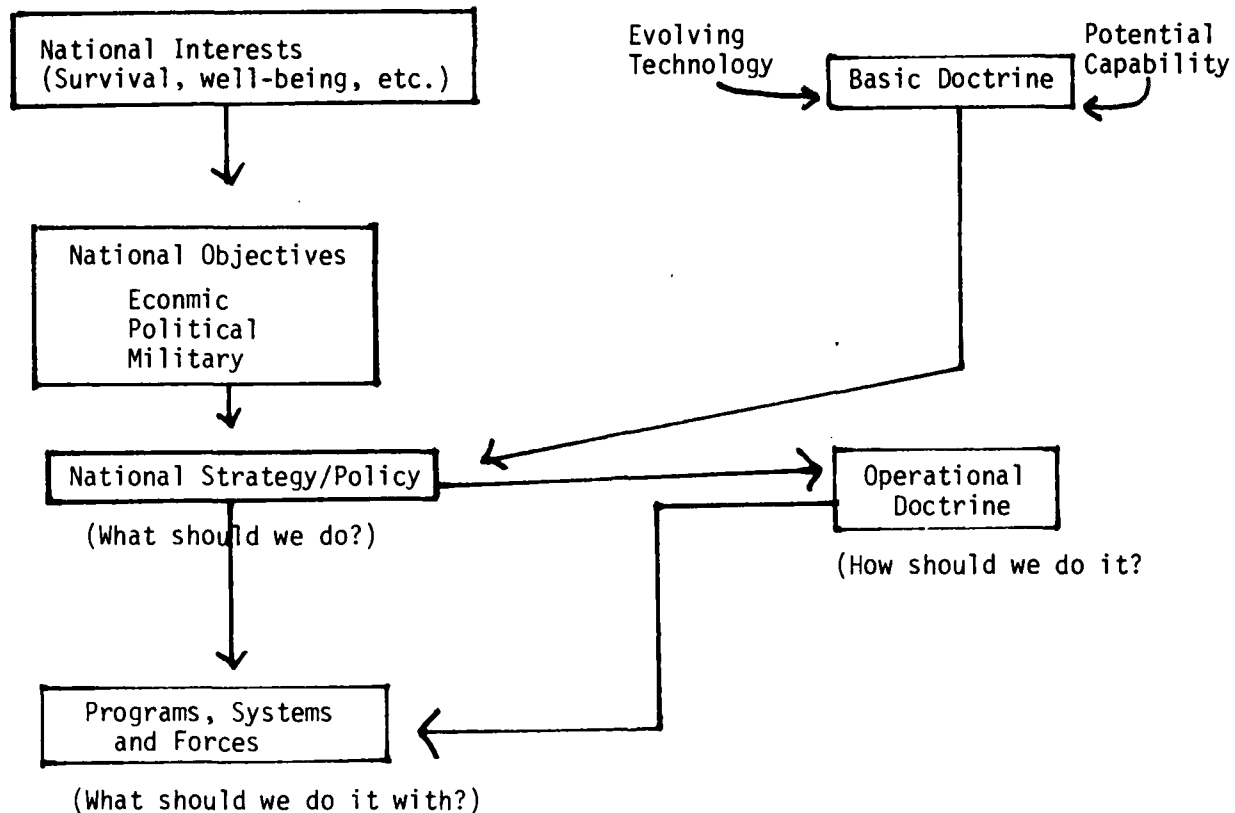 National Interests
(Survival, well-being, etc.)
Evolving
Technology
Basic Doctrine
Potential
Capability
National Objectives
Econmic
Political
Military
National Strategy/Policy
(What should we do?)
Operational
Doctrine
(How should we do it?
Programs, Systems
and Forces
(What should we do it with?)